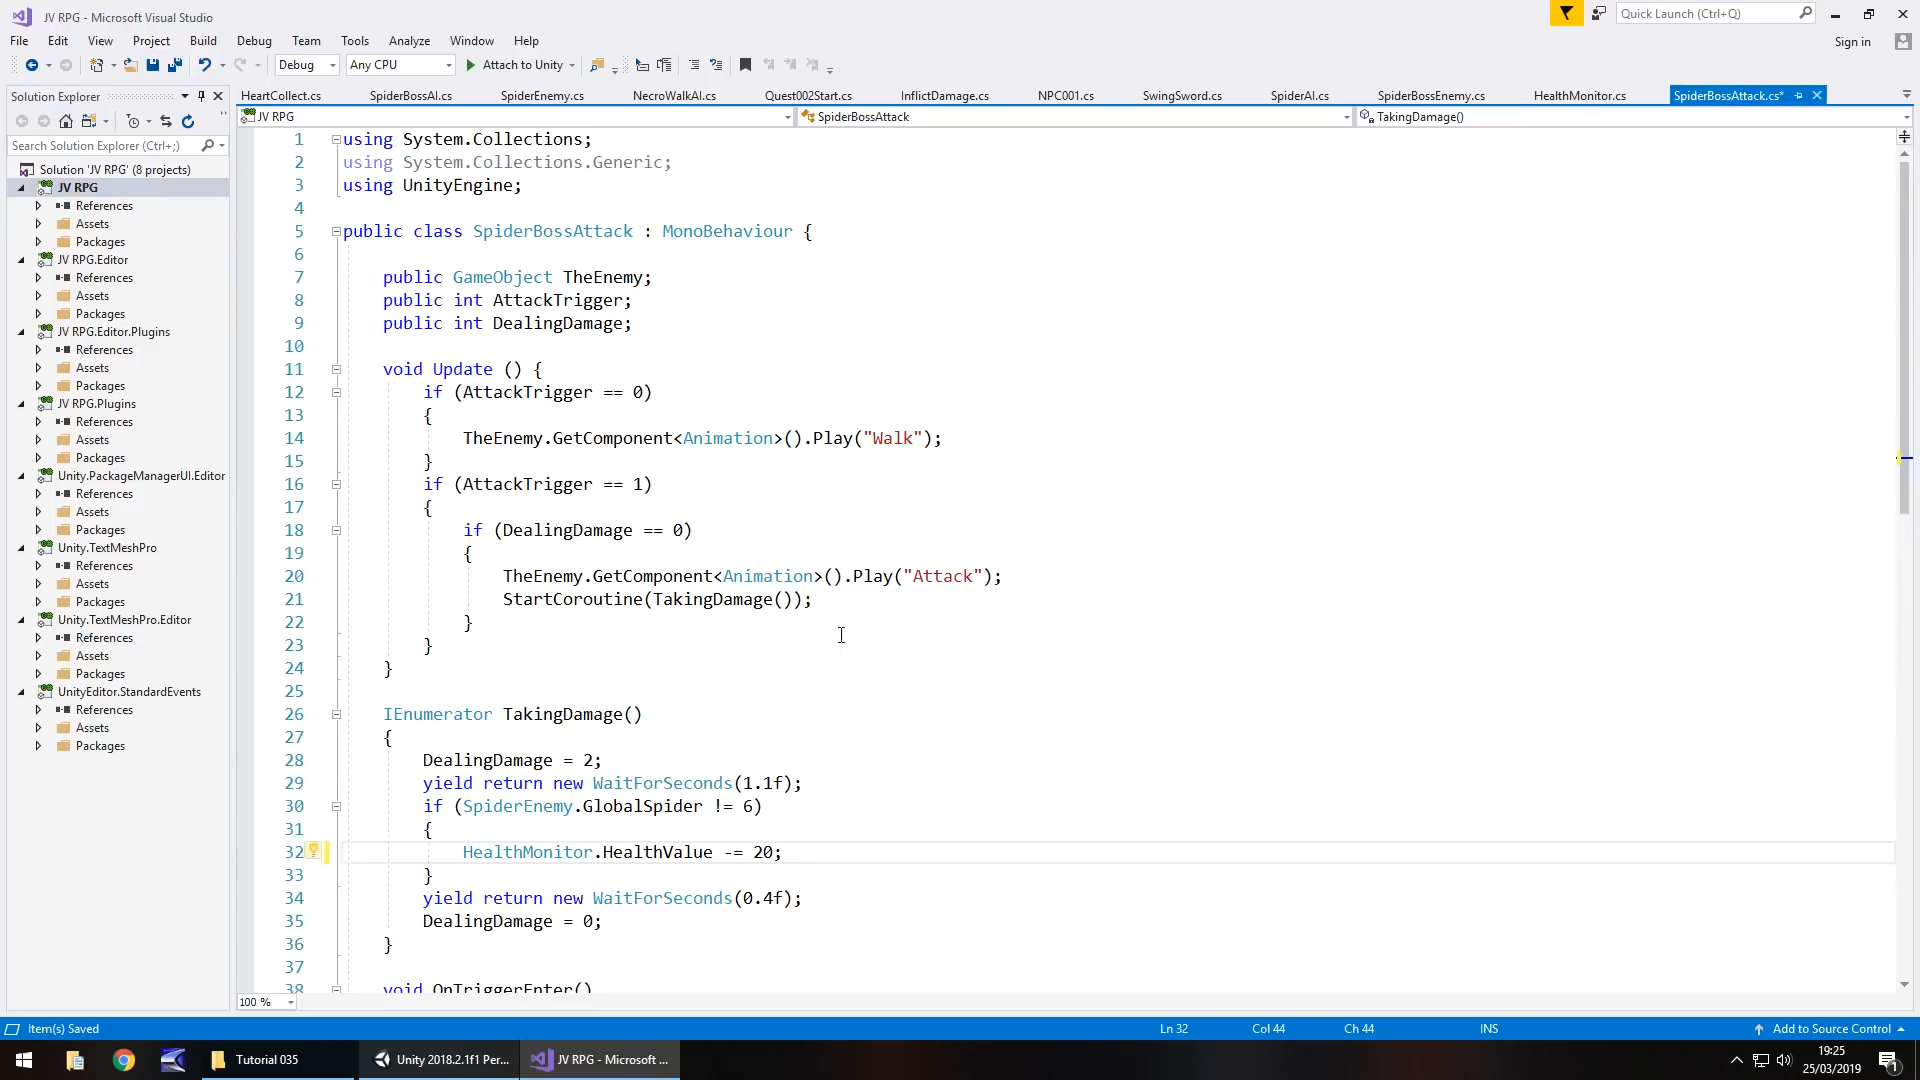 JV RPG - Microsoft Visual Studio
Quick Launch (Ctrl+Q)
File Edit View Project Build Debug Team Tools Analyze Window Help
Sign in
Debug Any CPU Attach to Unity
Solution Explorer
Search Solution Explorer (Ctrl+;)
Solution 'JV RPG' (8 projects)
JV RPG
References
Assets
Packages
JV RPG.Editor
References
Assets
Packages
JV RPG.Editor.Plugins
References
Assets
Packages
JV RPG.Plugins
References
Assets
Packages
Unity.PackageManagerUI.Editor
References
Assets
Packages
Unity.TextMeshPro
References
Assets
Packages
Unity.TextMeshPro.Editor
References
Assets
Packages
UnityEditor.StandardEvents
References
Assets
Packages
HeartCollect.cs SpiderBossAI.cs SpiderEnemy.cs NecroWalkAI.cs Quest002Start.cs InflictDamage.cs NPC001.cs SwingSword.cs SpiderAI.cs SpiderBossEnemy.cs HealthMonitor.cs SpiderBossAttack.cs*
JV RPG SpiderBossAttack TakingDamage()
1 using System.Collections;
2 using System.Collections.Generic;
3 using UnityEngine;
4
5 public class SpiderBossAttack : MonoBehaviour {
6
7 public GameObject TheEnemy;
8 public int AttackTrigger;
9 public int DealingDamage;
10
11 void Update () {
12 if (AttackTrigger == 0)
13 {
14 TheEnemy.GetComponent<Animation>().Play("Walk");
15 }
16 if (AttackTrigger == 1)
17 {
18 if (DealingDamage == 0)
19 {
20 TheEnemy.GetComponent<Animation>().Play("Attack");
21 StartCoroutine(TakingDamage());
22 }
23 }
24 }
25
26 IEnumerator TakingDamage()
27 {
28 DealingDamage = 2;
29 yield return new WaitForSeconds(1.1f);
30 if (SpiderEnemy.GlobalSpider != 6)
31 {
32 HealthMonitor.HealthValue -= 20;
33 }
34 yield return new WaitForSeconds(0.4f);
35 DealingDamage = 0;
36 }
37
38 void OnTriggerEnter()
100 %
Item(s) Saved Ln 32 Col 44 Ch 44 INS Add to Source Control
Tutorial 035 Unity 2018.2.1f1 Per... JV RPG - Microsoft ...
19:25
25/03/2019
1